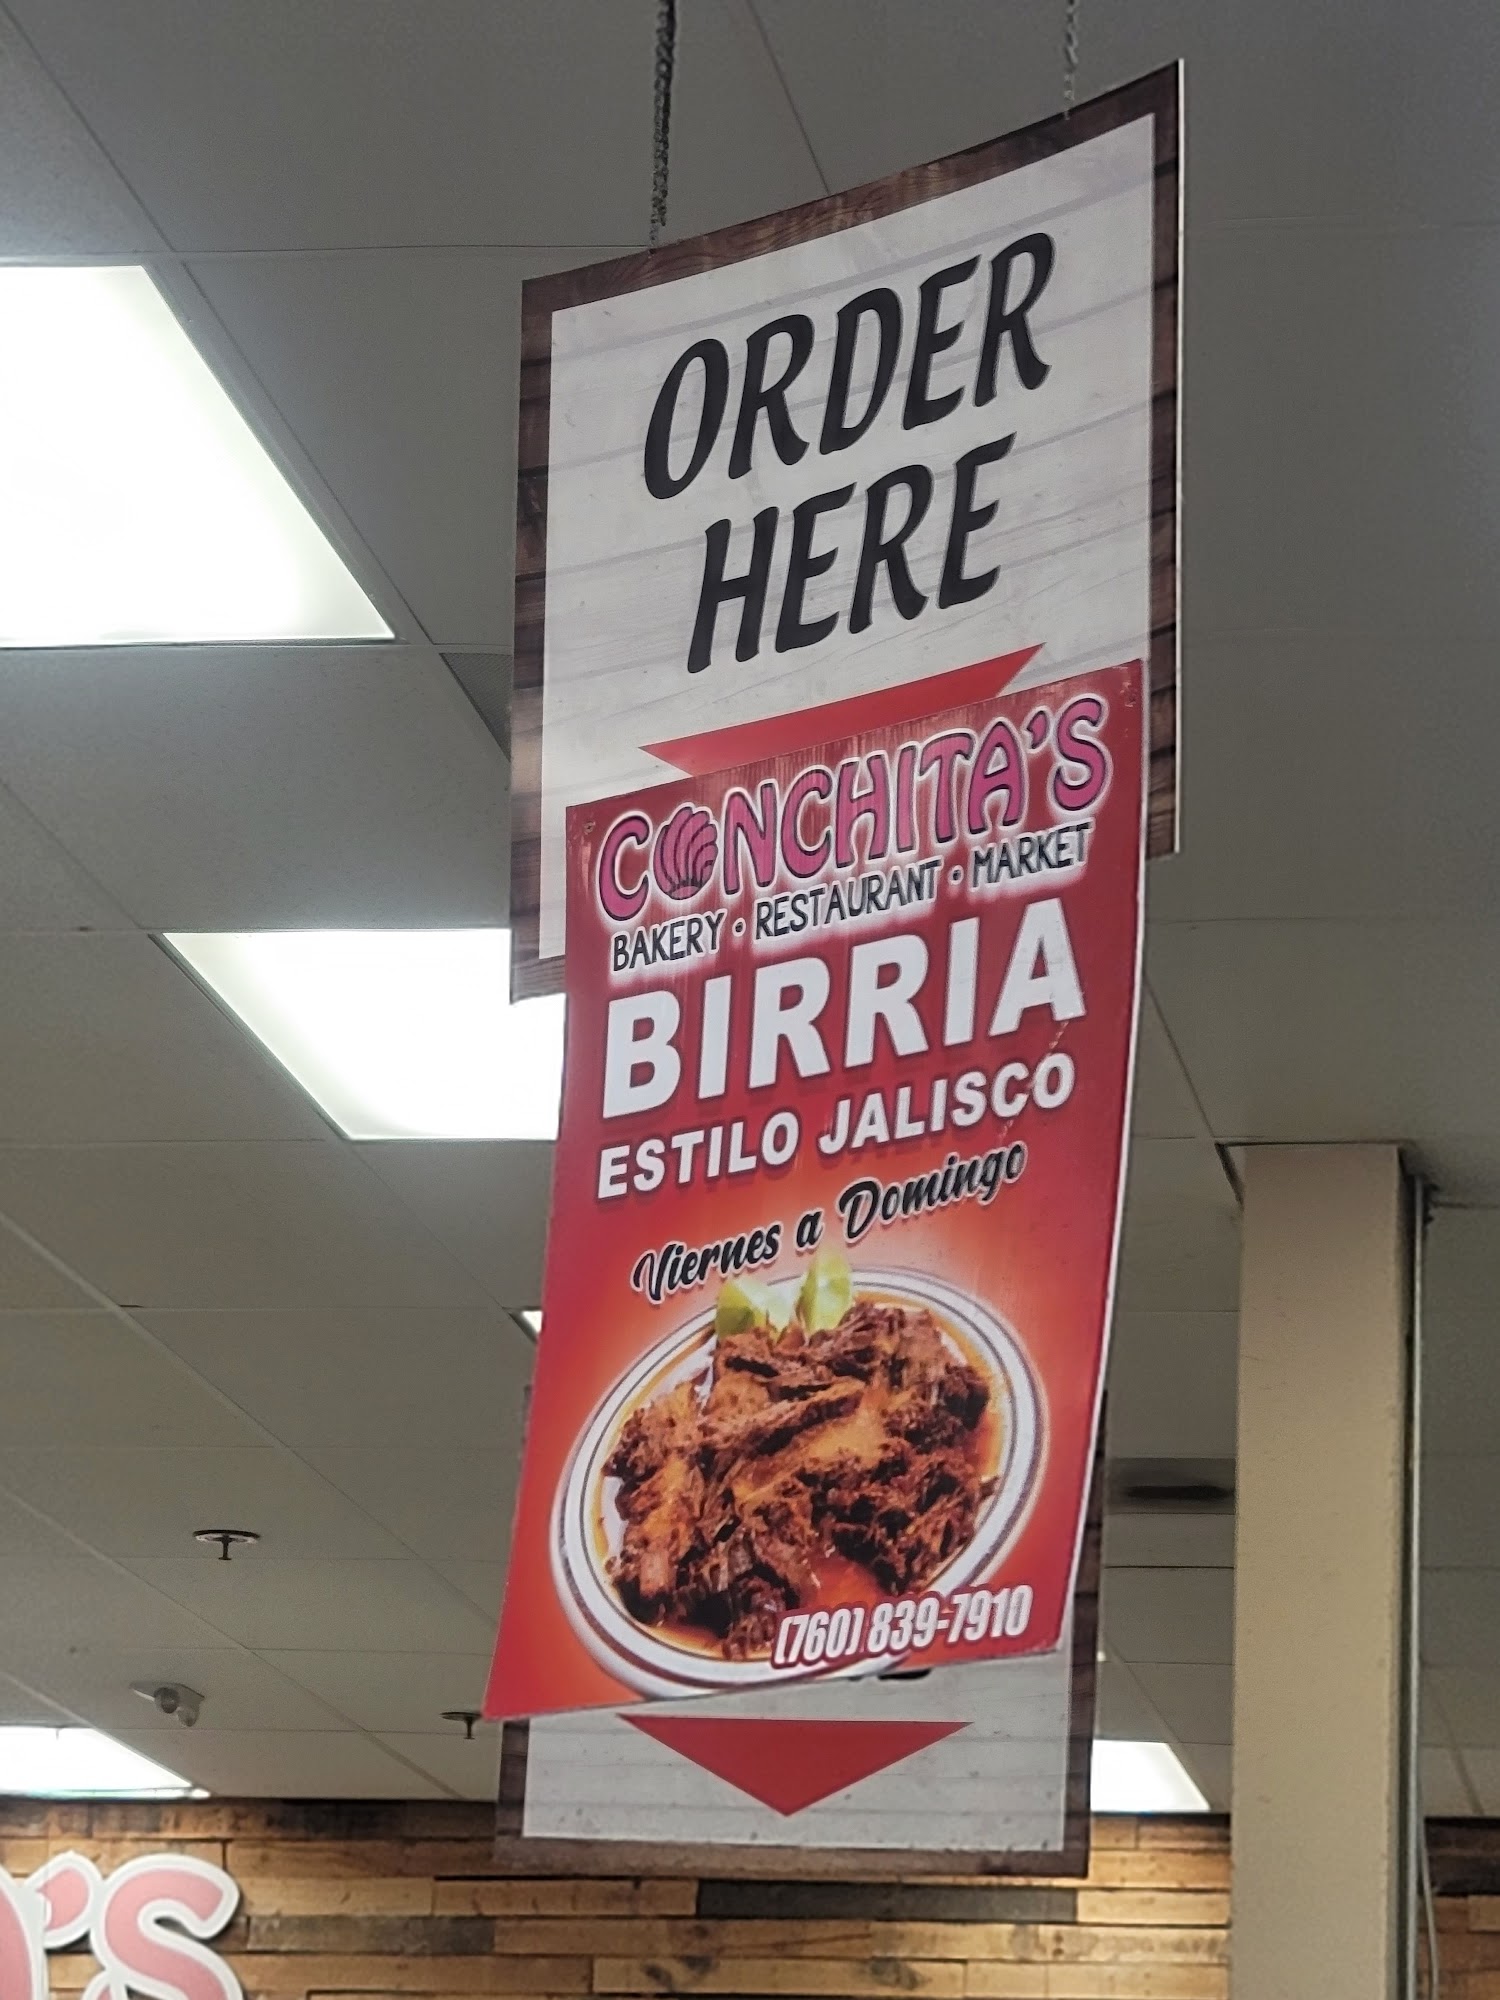 ORDER
HERE
CONCHITA'S
BAKERY • RESTAURANT • MARKET
BIRRIA
ESTILO JALISCO
Viernes a Domingo
(760) 839-7910
'S